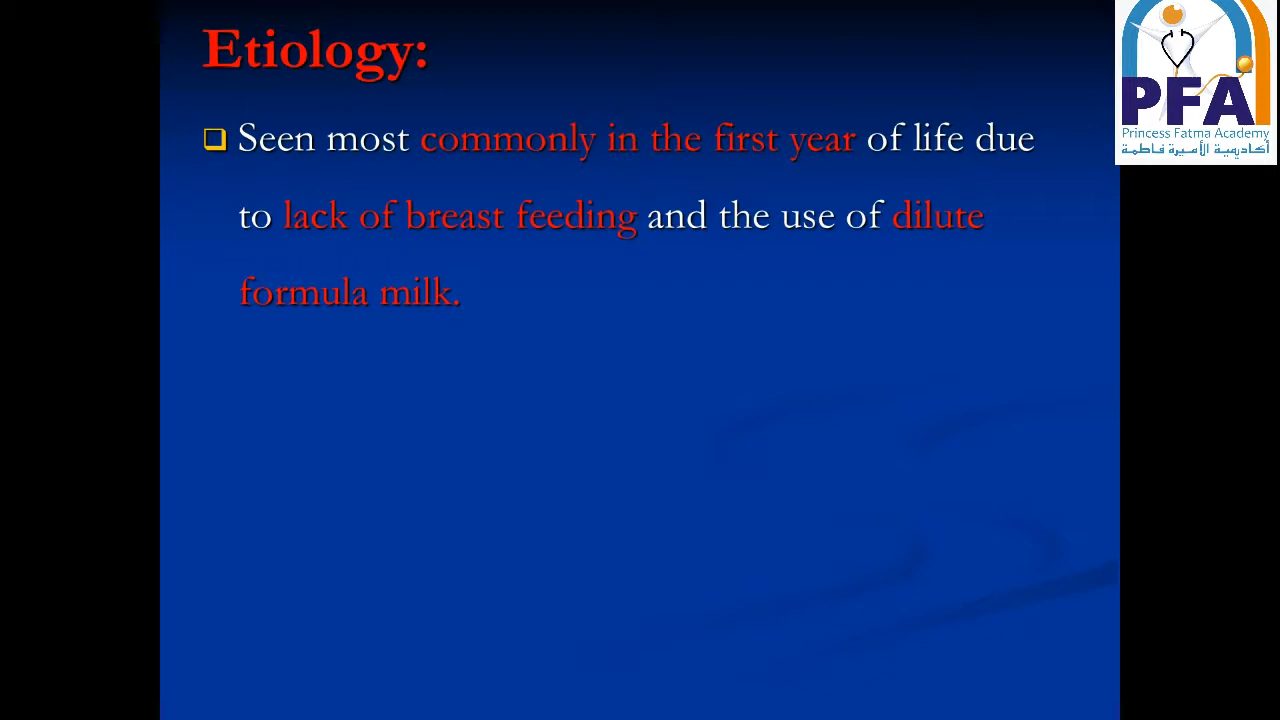 Etiology:
Seen most commonly in the first year of life due
to lack of breast feeding and the use of dilute
formula milk.
PFA
Princess Fatma Academy
أكاديمية الأميرة فاطمة